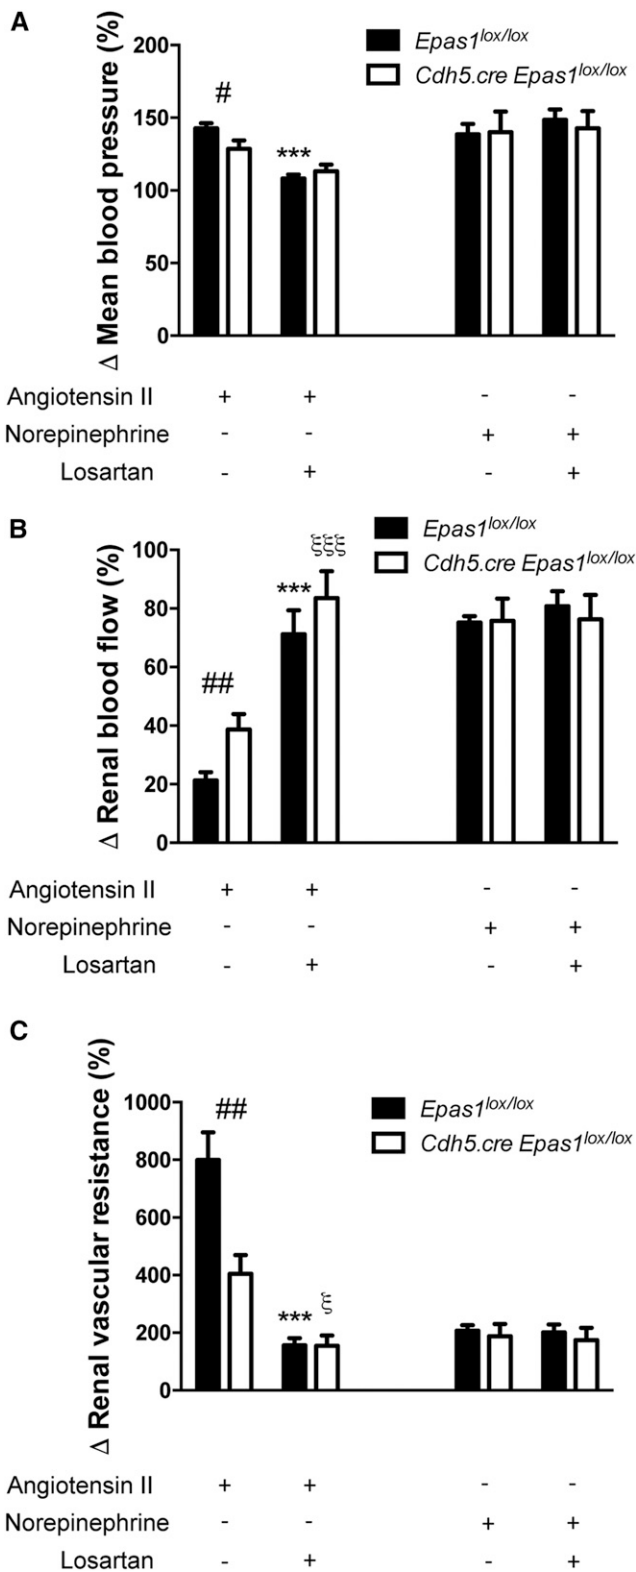 A
Δ Mean blood pressure (%)
200
150
100
50
0
#
***
Epas1lox/lox
Cdh5.cre Epas1lox/lox
Angiotensin II + + - -
Norepinephrine - - + +
Losartan - + - +
B
Δ Renal blood flow (%)
100
80
60
40
20
0
##
***
ξξξ
Epas1lox/lox
Cdh5.cre Epas1lox/lox
Angiotensin II + + - -
Norepinephrine - - + +
Losartan - + - +
C
Δ Renal vascular resistance (%)
1000
800
600
400
200
0
##
***
ξ
Epas1lox/lox
Cdh5.cre Epas1lox/lox
Angiotensin II + + - -
Norepinephrine - - + +
Losartan - + - +